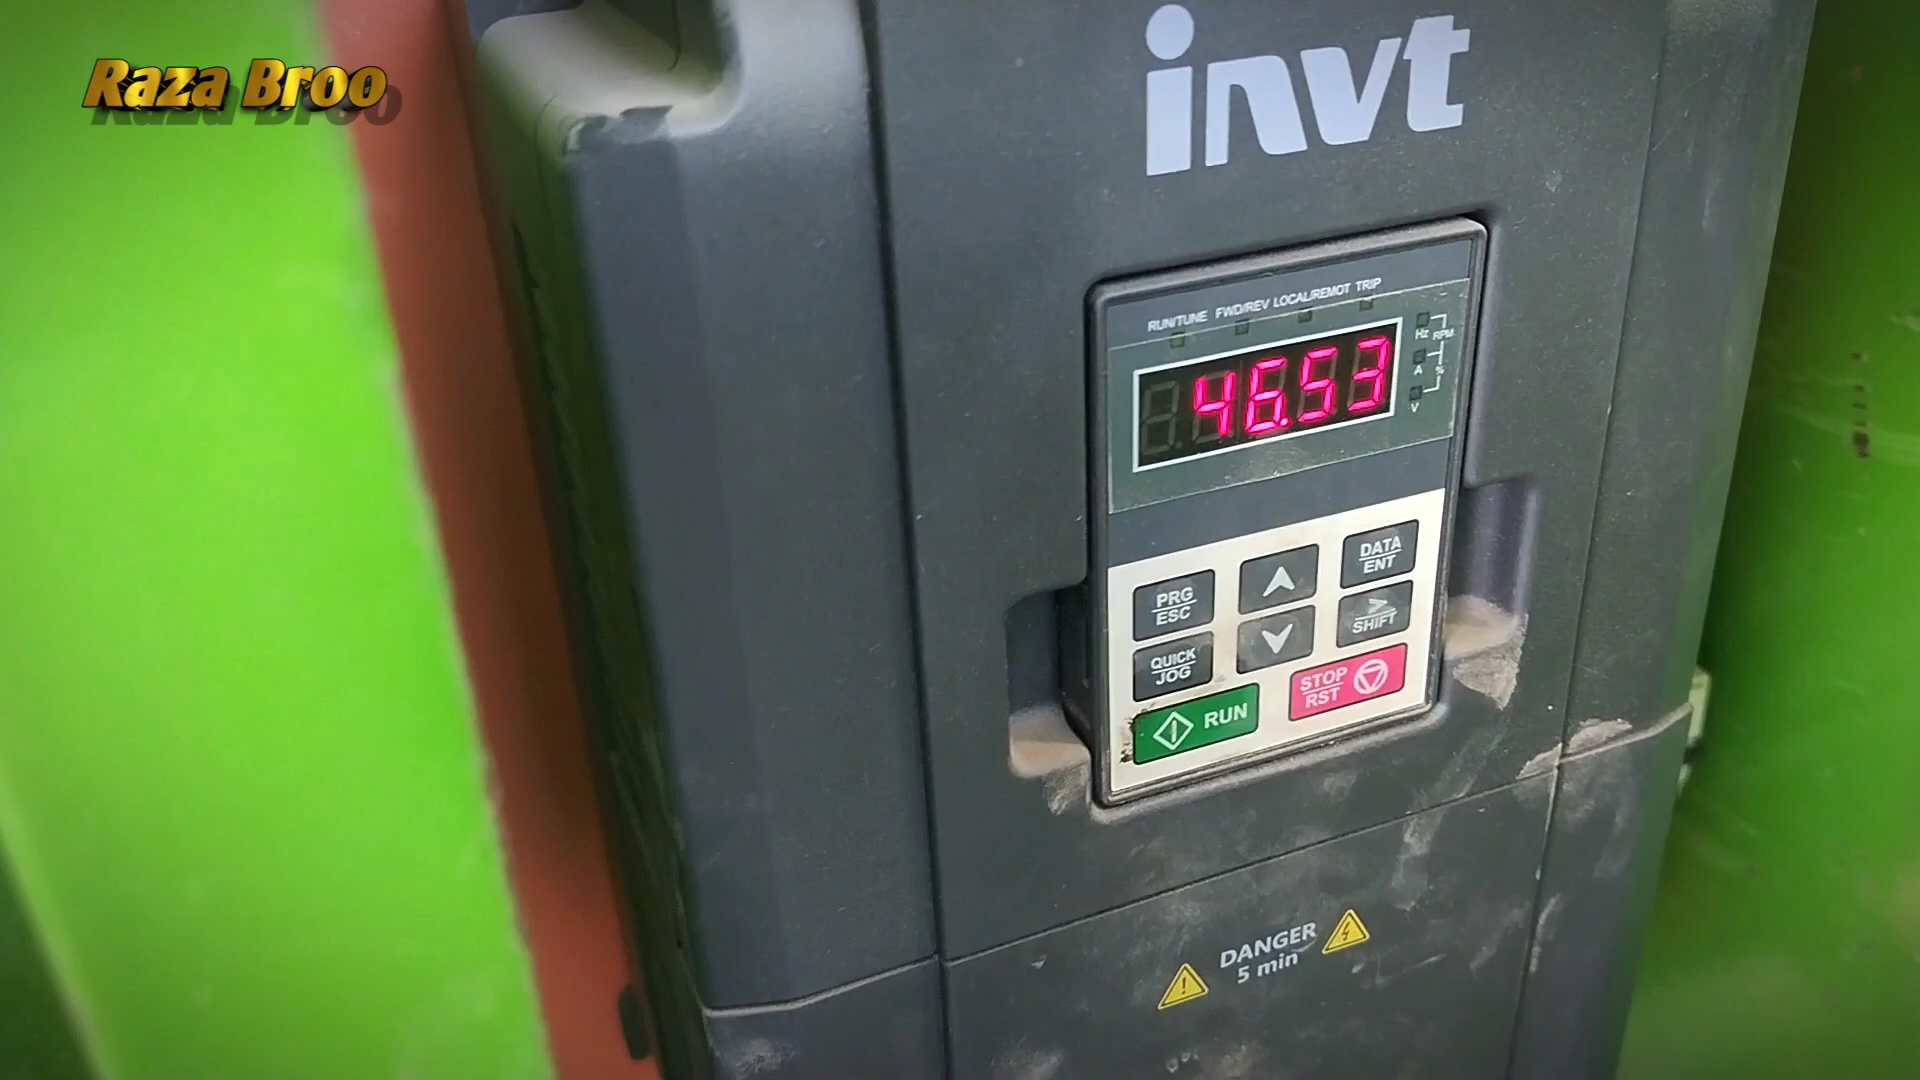 Raza Broo
invt
RUN/TUNE FWD/REV LOCAL/REMOT TRIP
Hz RPM
A %
V
46.53
PRG
ESC
DATA
ENT
QUICK
JOG
>
SHIFT
RUN
STOP
RST
DANGER
5 min